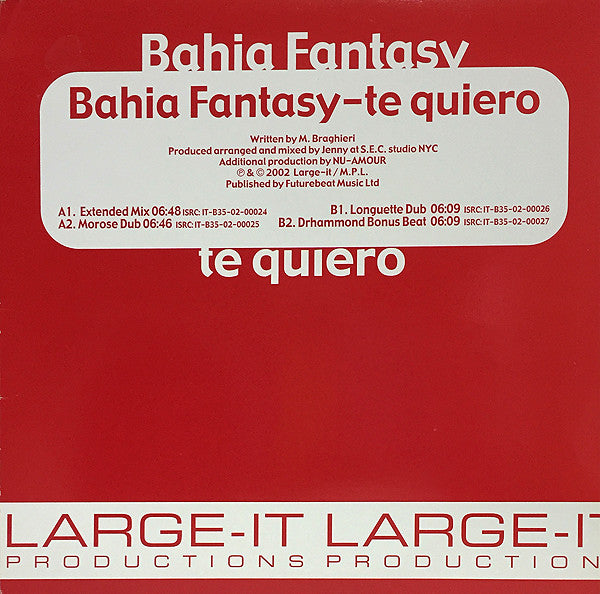 Bahia Fantasy
Bahia Fantasy-te quiero
Written by M. Braghieri
Produced arranged and mixed by Jenny at S.E.C. studio NYC
Additional production by NU-AMOUR
℗ & © 2002 Large-it / M.P.L.
Published by Futurebeat Music Ltd
A1. Extended Mix 06:48 ISRC: IT-B35-02-00024
A2. Morose Dub 06:46 ISRC: IT-B35-02-00025
B1. Longuette Dub 06:09 ISRC: IT-B35-02-00026
B2. Drhammond Bonus Beat 06:09 ISRC: IT-B35-02-00027
te quiero
LARGE-IT LARGE-IT
PRODUCTIONS PRODUCTION